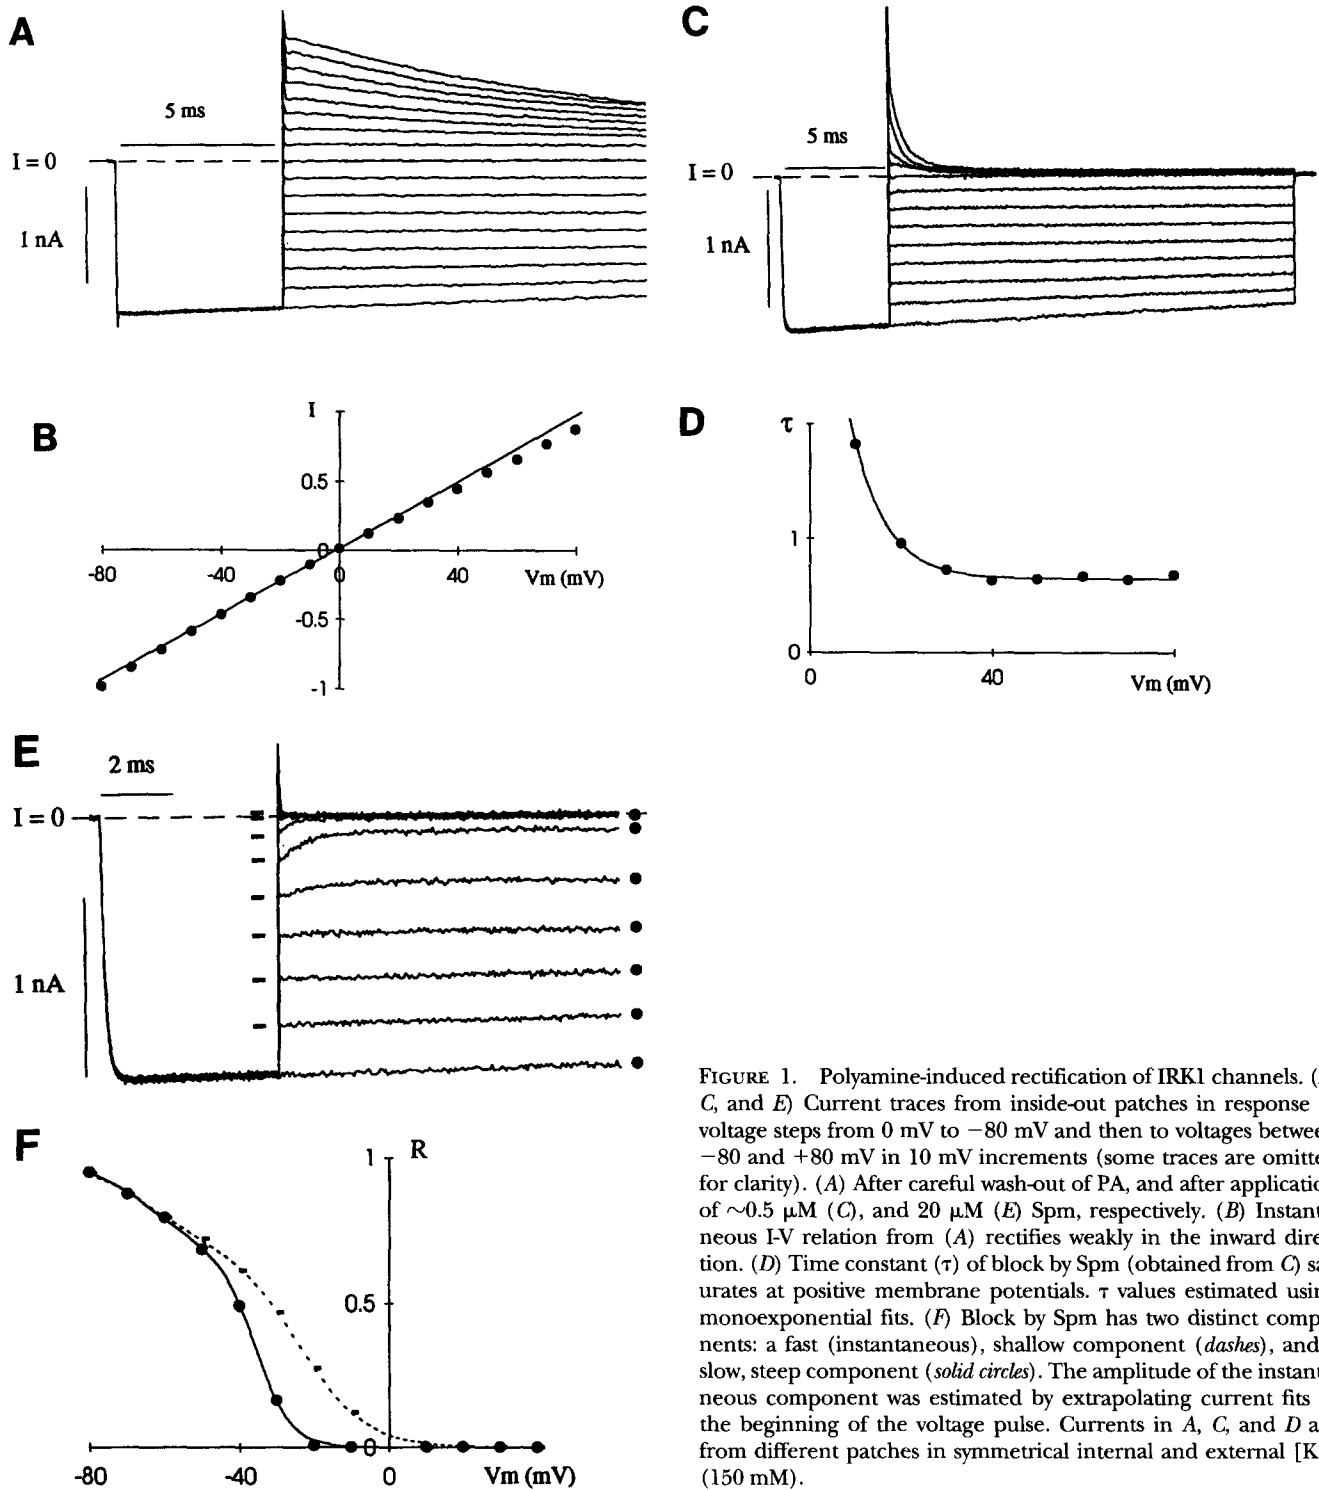 A
5 ms
I = 0
1 nA
C
5 ms
I = 0
1 nA
B
I
0.5
0
-80
-40
0
40
Vm (mV)
-0.5
-1
D
τ
1
0
0
40
Vm (mV)
E
2 ms
I = 0
1 nA
F
1
R
0.5
0
-80
-40
0
Vm (mV)
FIGURE 1. Polyamine-induced rectification of IRK1 channels.
C, and E) Current traces from inside-out patches in response
voltage steps from 0 mV to −80 mV and then to voltages betwee
−80 and +80 mV in 10 mV increments (some traces are omitte
for clarity). (A) After careful wash-out of PA, and after applicatio
of ~0.5 μM (C), and 20 μM (E) Spm, respectively. (B) Instant
neous I-V relation from (A) rectifies weakly in the inward dire
tion. (D) Time constant (τ) of block by Spm (obtained from C) sa
urates at positive membrane potentials. τ values estimated usin
monoexponential fits. (F) Block by Spm has two distinct comp
nents: a fast (instantaneous), shallow component (dashes), and
slow, steep component (solid circles). The amplitude of the instant
neous component was estimated by extrapolating current fits
the beginning of the voltage pulse. Currents in A, C, and D a
from different patches in symmetrical internal and external [K
(150 mM).